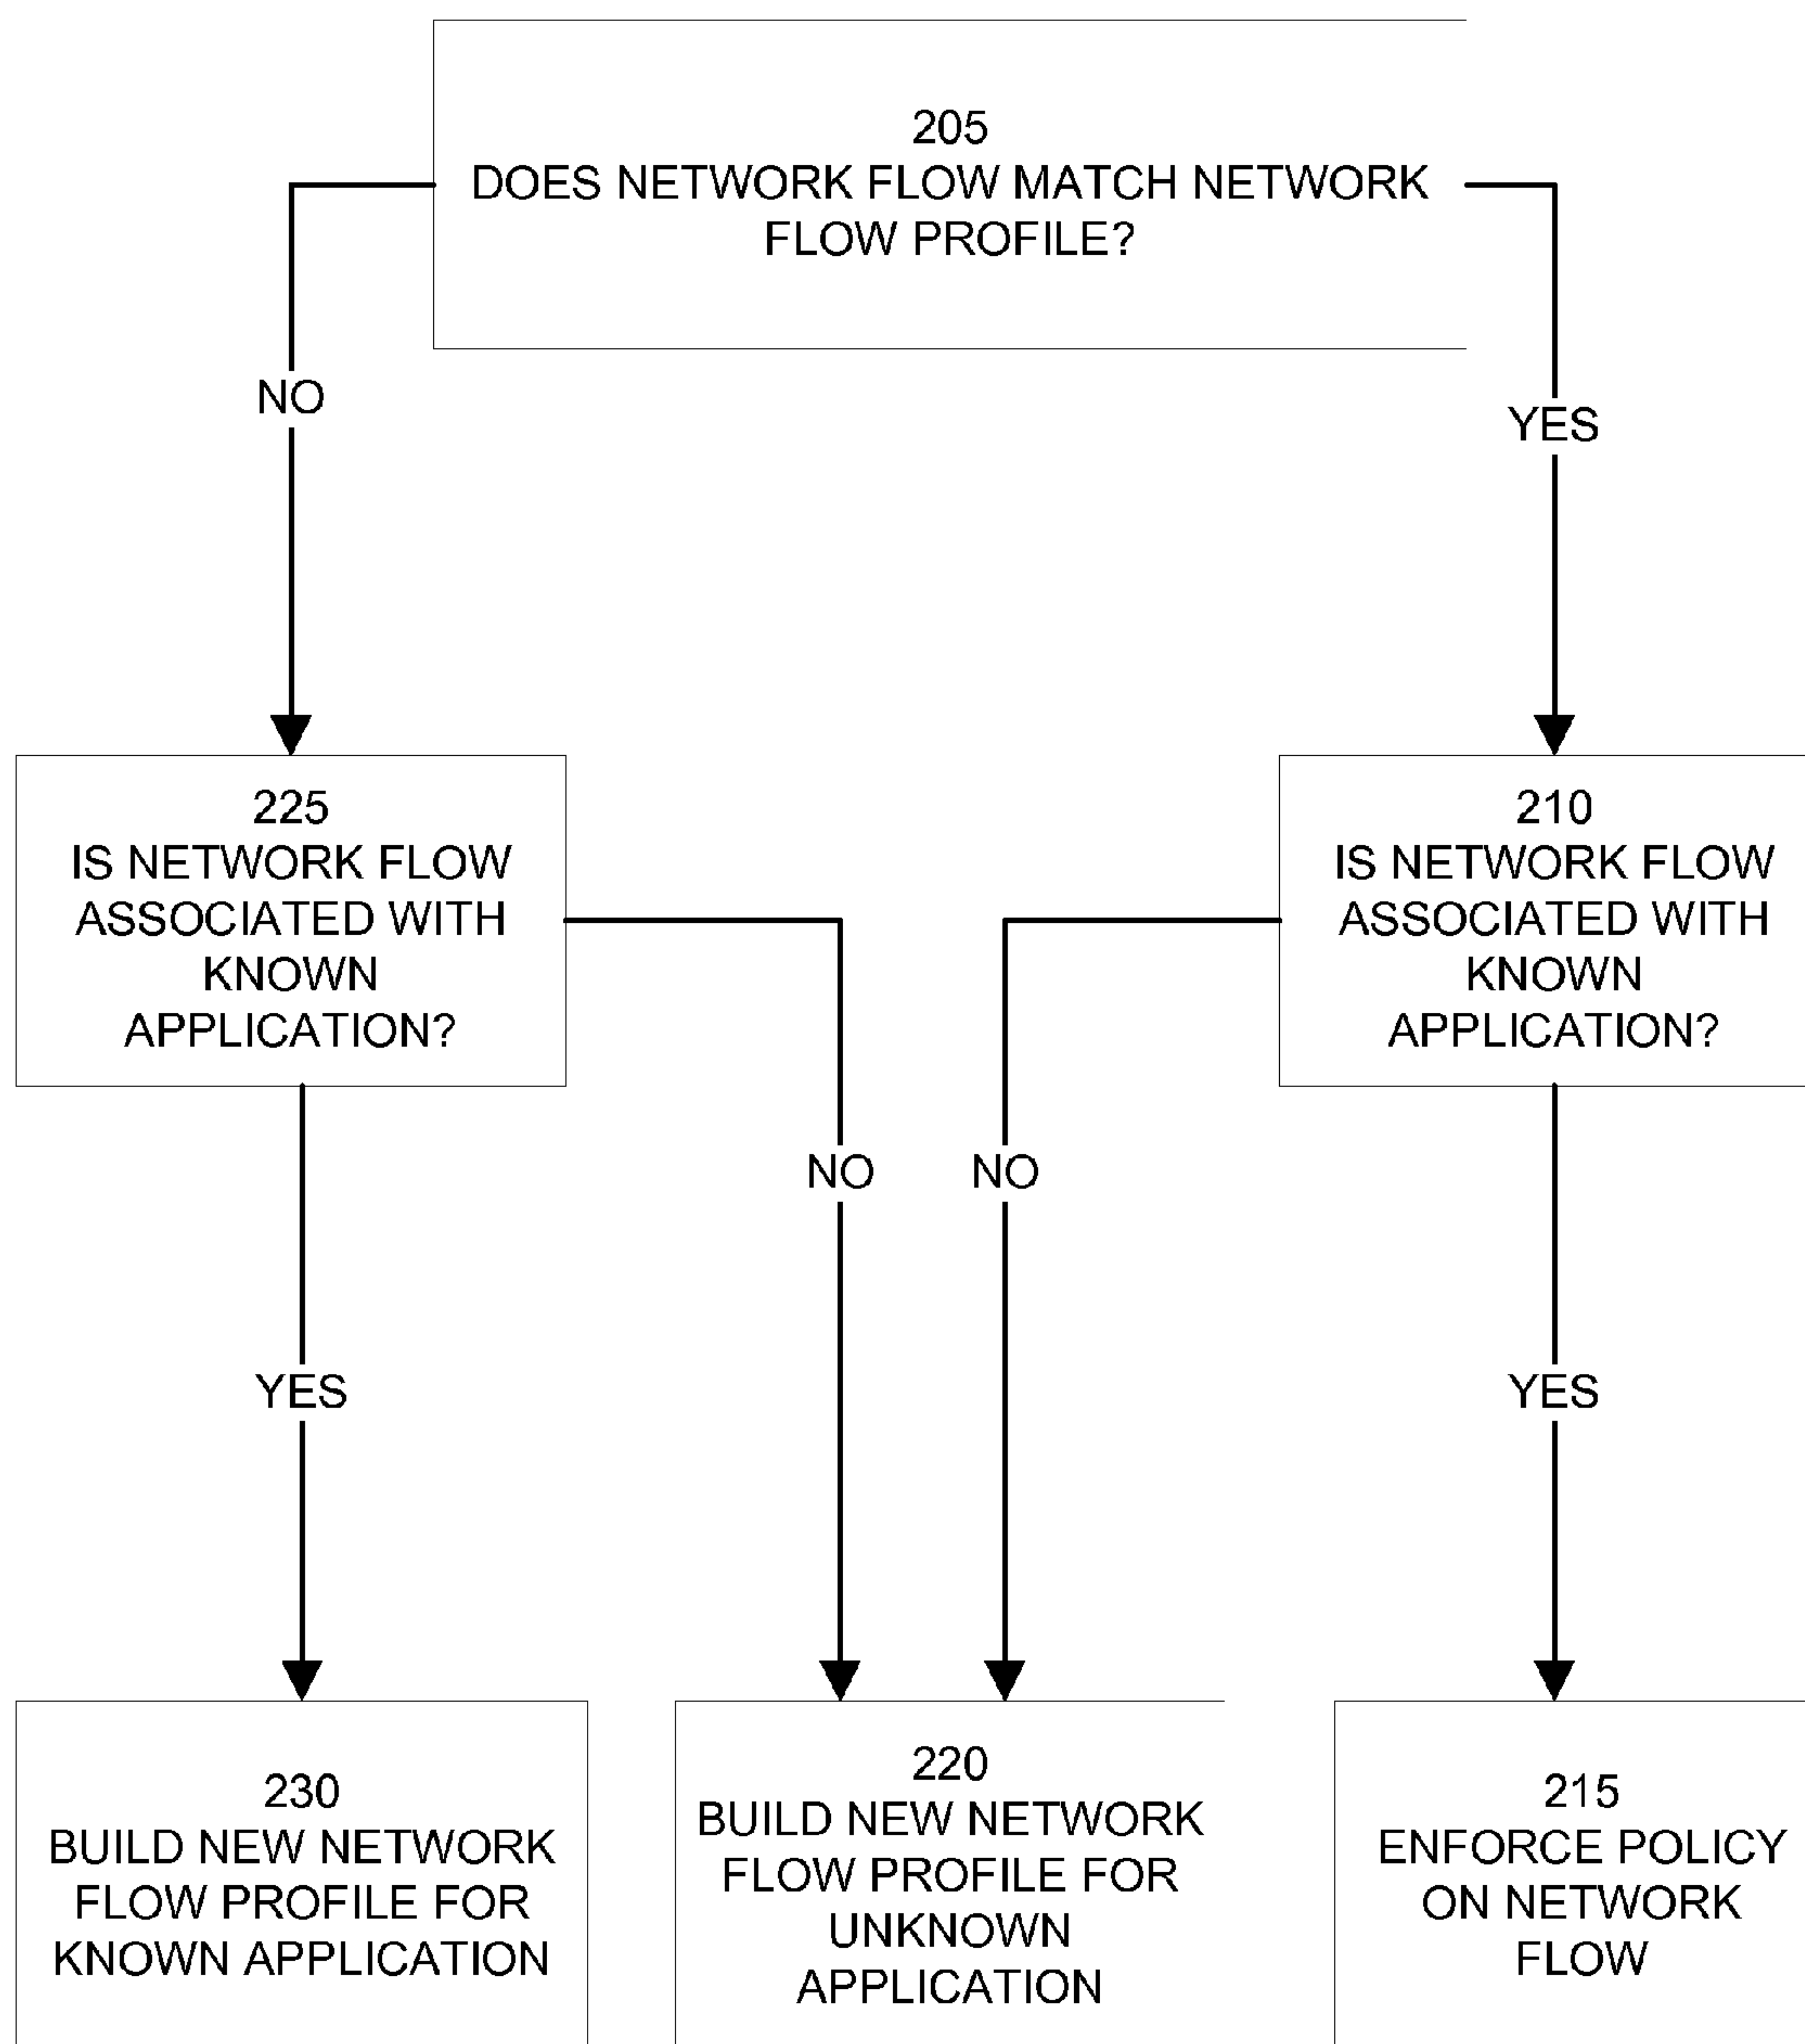 205
DOES NETWORK FLOW MATCH NETWORK
FLOW PROFILE?
NO
YES
225
IS NETWORK FLOW
ASSOCIATED WITH
KNOWN
APPLICATION?
210
IS NETWORK FLOW
ASSOCIATED WITH
KNOWN
APPLICATION?
NO
NO
YES
YES
230
BUILD NEW NETWORK
FLOW PROFILE FOR
KNOWN APPLICATION
220
BUILD NEW NETWORK
FLOW PROFILE FOR
UNKNOWN
APPLICATION
215
ENFORCE POLICY
ON NETWORK
FLOW